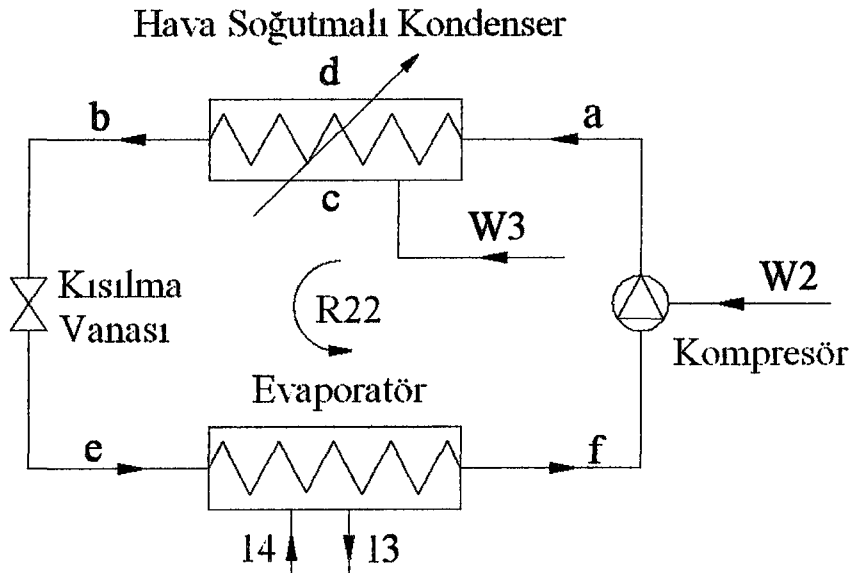 Hava Soğutmalı Kondenser
d
b
a
c
W3
W2
Kısılma
Vanası
R22
Kompresör
Evaporatör
e
f
14
13